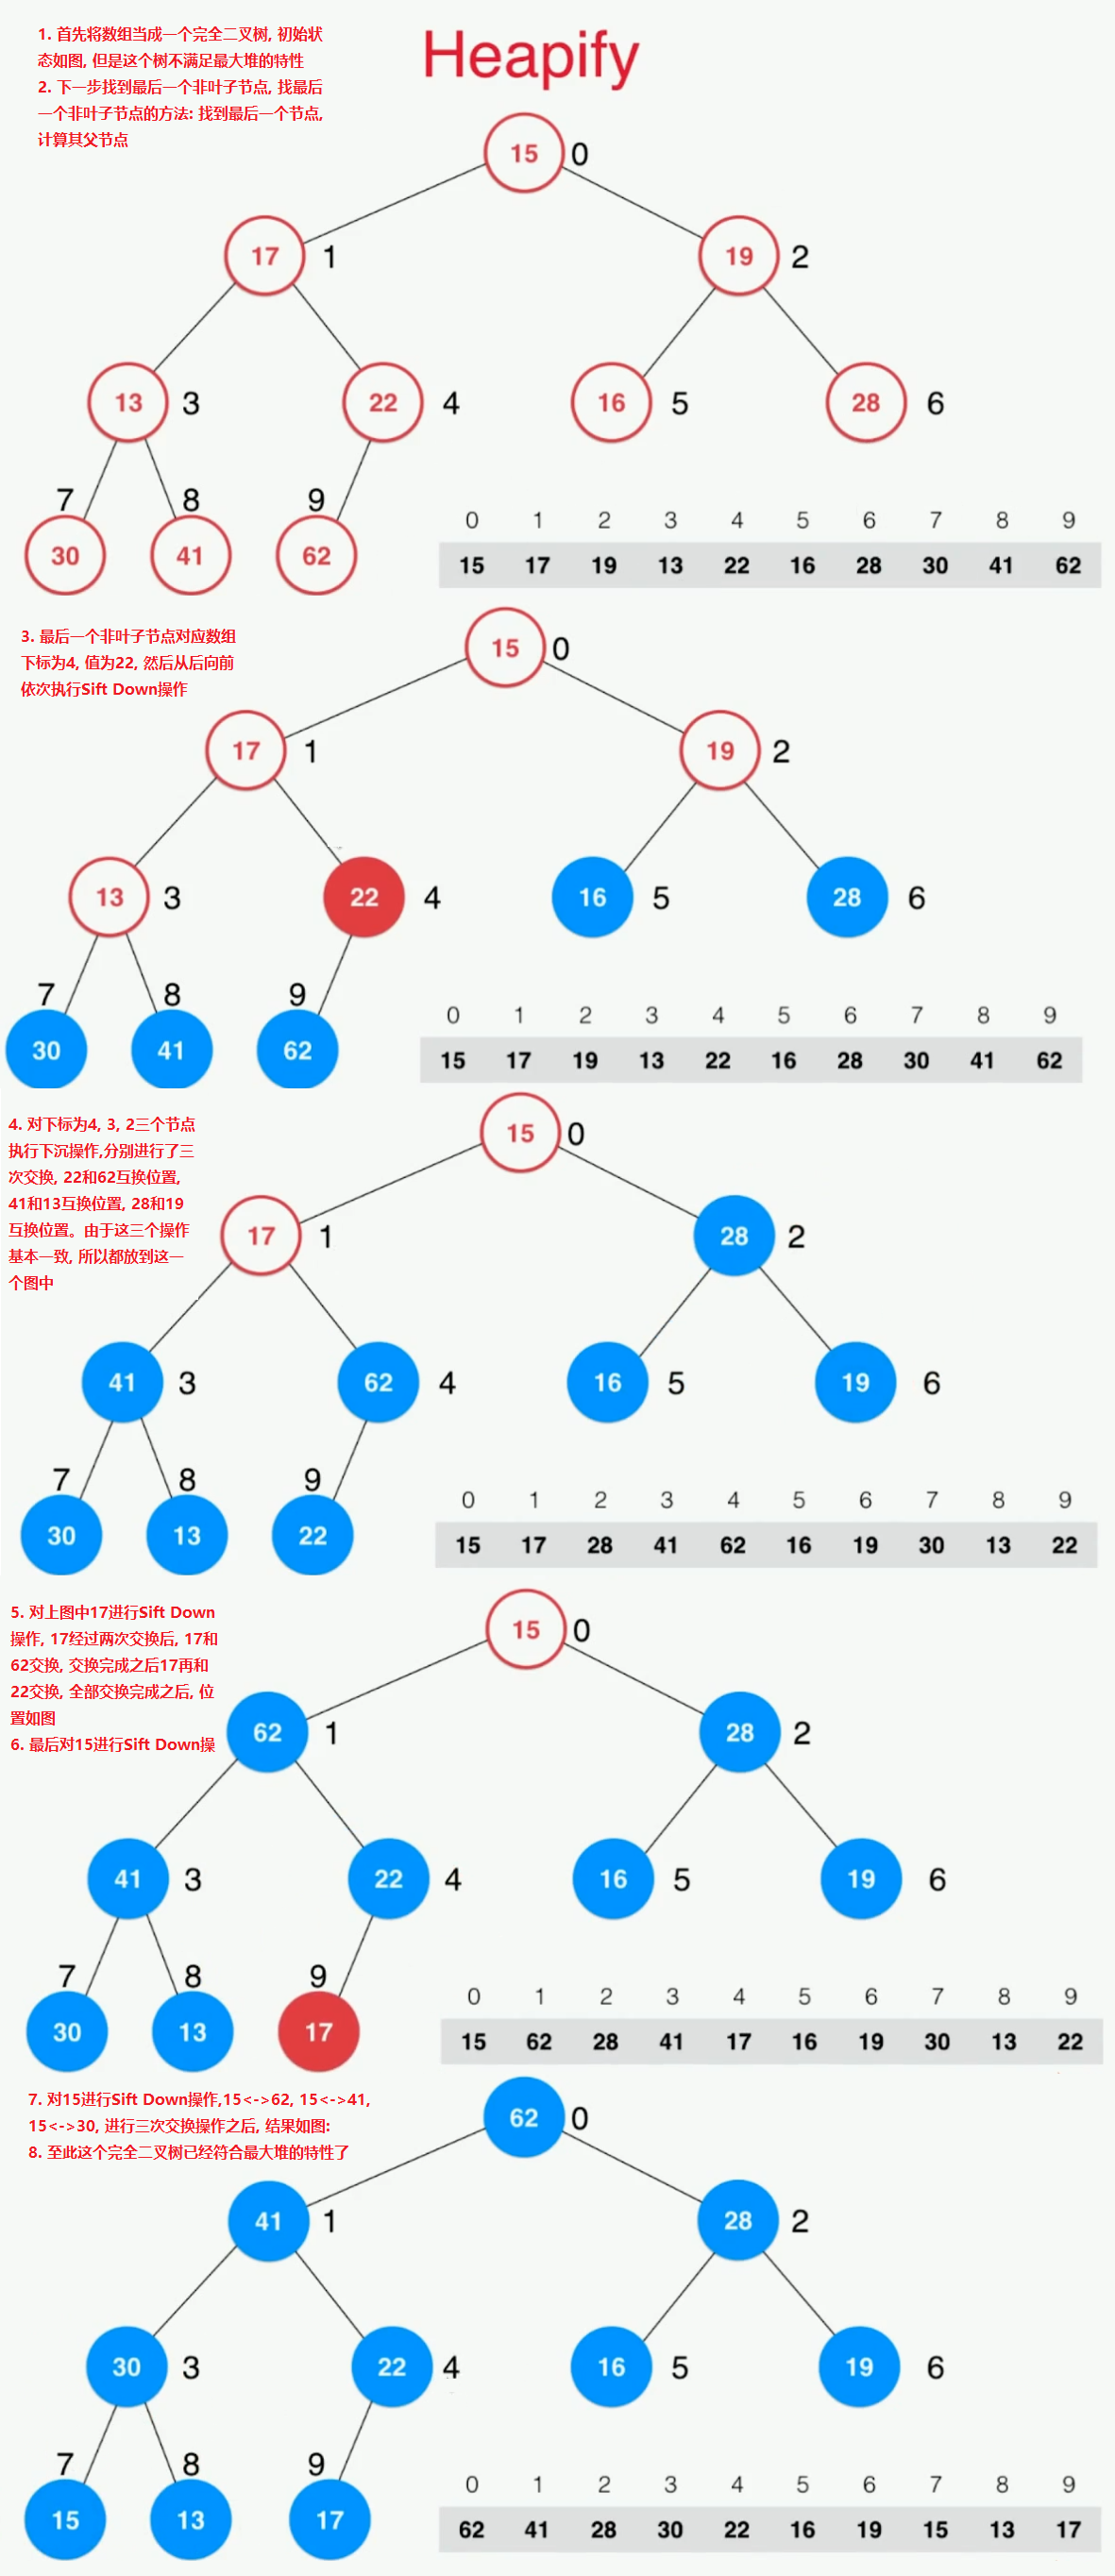 1. 首先将数组当成一个完全二叉树, 初始状
态如图, 但是这个树不满足最大堆的特性
2. 下一步找到最后一个非叶子节点, 找最后
一个非叶子节点的方法: 找到最后一个节点,
计算其父节点
Heapify
15 0
17 1 19 2
13 3 22 4 16 5 28 6
7 8 9
30 41 62
0 1 2 3 4 5 6 7 8 9
15 17 19 13 22 16 28 30 41 62
3. 最后一个非叶子节点对应数组
下标为4, 值为22, 然后从后向前
依次执行Sift Down操作
15 0
17 1 19 2
13 3 22 4 16 5 28 6
7 8 9
30 41 62
0 1 2 3 4 5 6 7 8 9
15 17 19 13 22 16 28 30 41 62
4. 对下标为4, 3, 2三个节点
执行下沉操作,分别进行了三
次交换, 22和62互换位置,
41和13互换位置, 28和19
互换位置。由于这三个操作
基本一致, 所以都放到这一
个图中
15 0
17 1 28 2
41 3 62 4 16 5 19 6
7 8 9
30 13 22
0 1 2 3 4 5 6 7 8 9
15 17 28 41 62 16 19 30 13 22
5. 对上图中17进行Sift Down
操作, 17经过两次交换后, 17和
62交换, 交换完成之后17再和
22交换, 全部交换完成之后, 位
置如图
6. 最后对15进行Sift Down操
15 0
62 1 28 2
41 3 22 4 16 5 19 6
7 8 9
30 13 17
0 1 2 3 4 5 6 7 8 9
15 62 28 41 17 16 19 30 13 22
7. 对15进行Sift Down操作,15<->62, 15<->41,
15<->30, 进行三次交换操作之后, 结果如图:
8. 至此这个完全二叉树已经符合最大堆的特性了
62 0
41 1 28 2
30 3 22 4 16 5 19 6
7 8 9
15 13 17
0 1 2 3 4 5 6 7 8 9
62 41 28 30 22 16 19 15 13 17